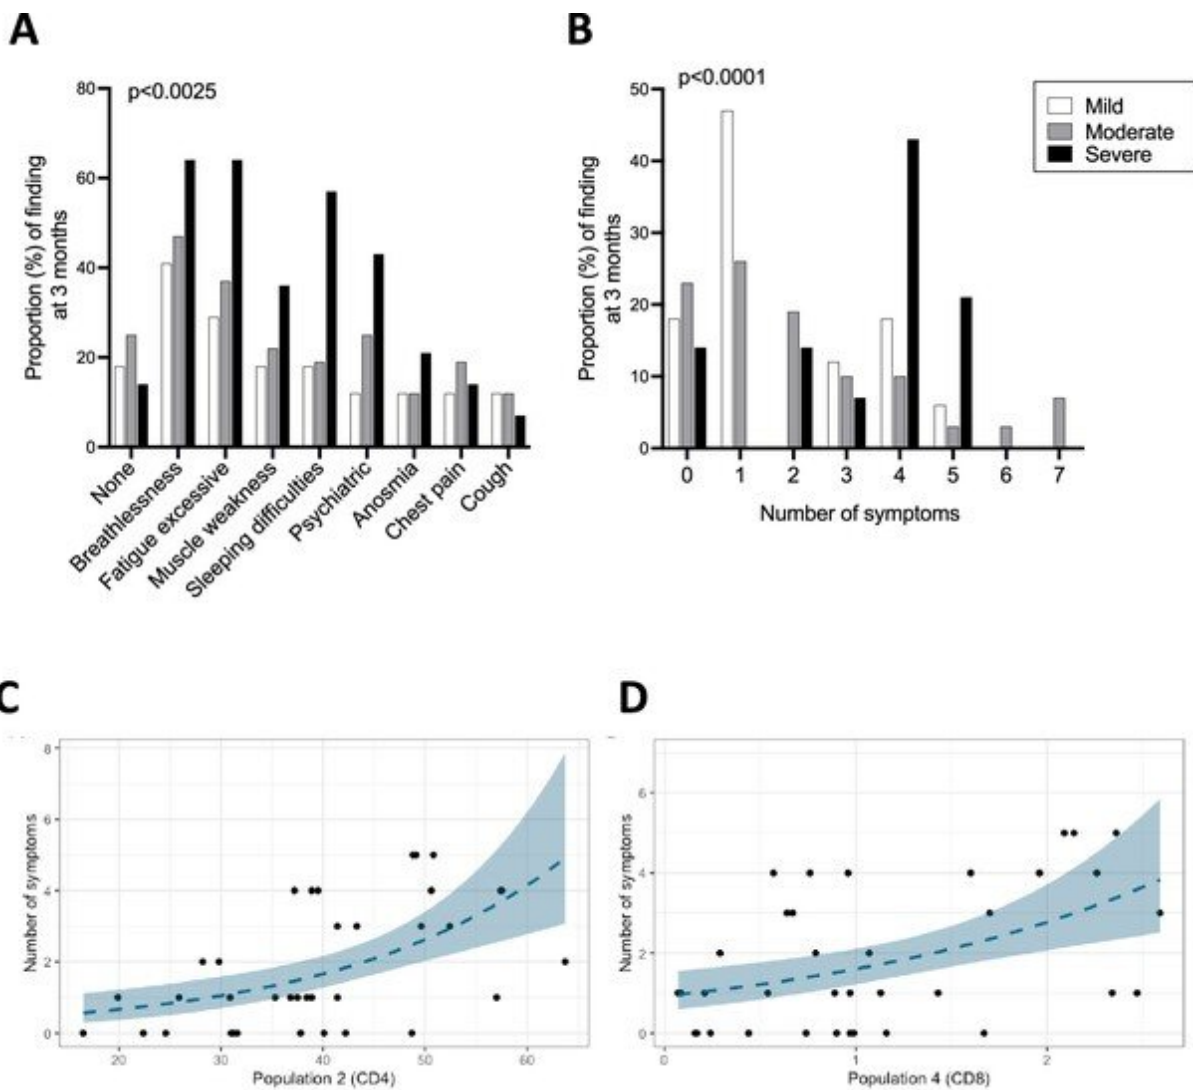 A
p<0.0025
Proportion (%) of finding
at 3 months
80
60
40
20
0
None
Breathlessness
Fatigue excessive
Muscle weakness
Sleeping difficulties
Psychiatric
Anosmia
Chest pain
Cough
B
p<0.0001
Proportion (%) of finding
at 3 months
50
40
30
20
10
0
0 1 2 3 4 5 6 7
Number of symptoms
Mild
Moderate
Severe
C
Number of symptoms
8
6
4
2
0
20 30 40 50 60
Population 2 (CD4)
D
Number of symptoms
6
4
2
0
0 1 2
Population 4 (CD8)